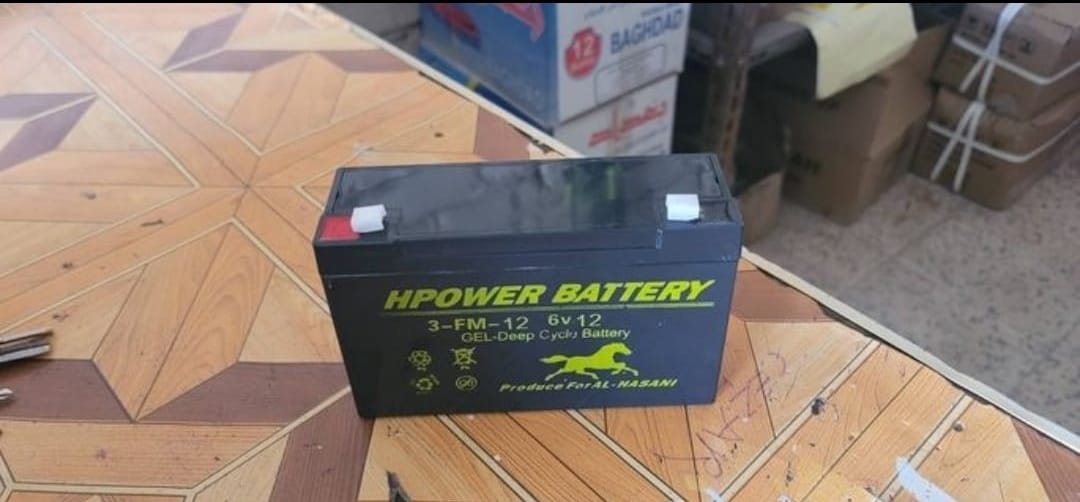 12
BAGHDAD
HPOWER BATTERY
3-FM-12 6v 12
GEL-Deep Cycle Battery
Produce For AL-HASANI